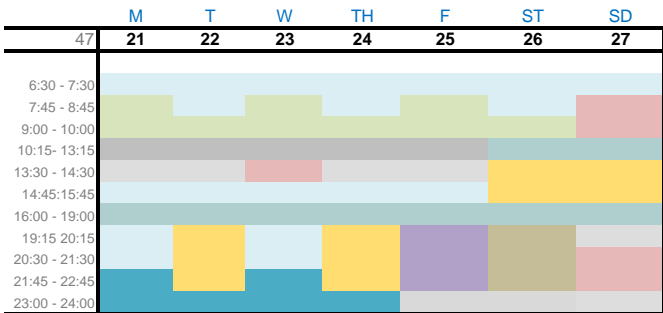 M T W TH F ST SD
47 21 22 23 24 25 26 27
6:30 - 7:30
7:45 - 8:45
9:00 - 10:00
10:15- 13:15
13:30 - 14:30
14:45:15:45
16:00 - 19:00
19:15 20:15
20:30 - 21:30
21:45 - 22:45
23:00 - 24:00